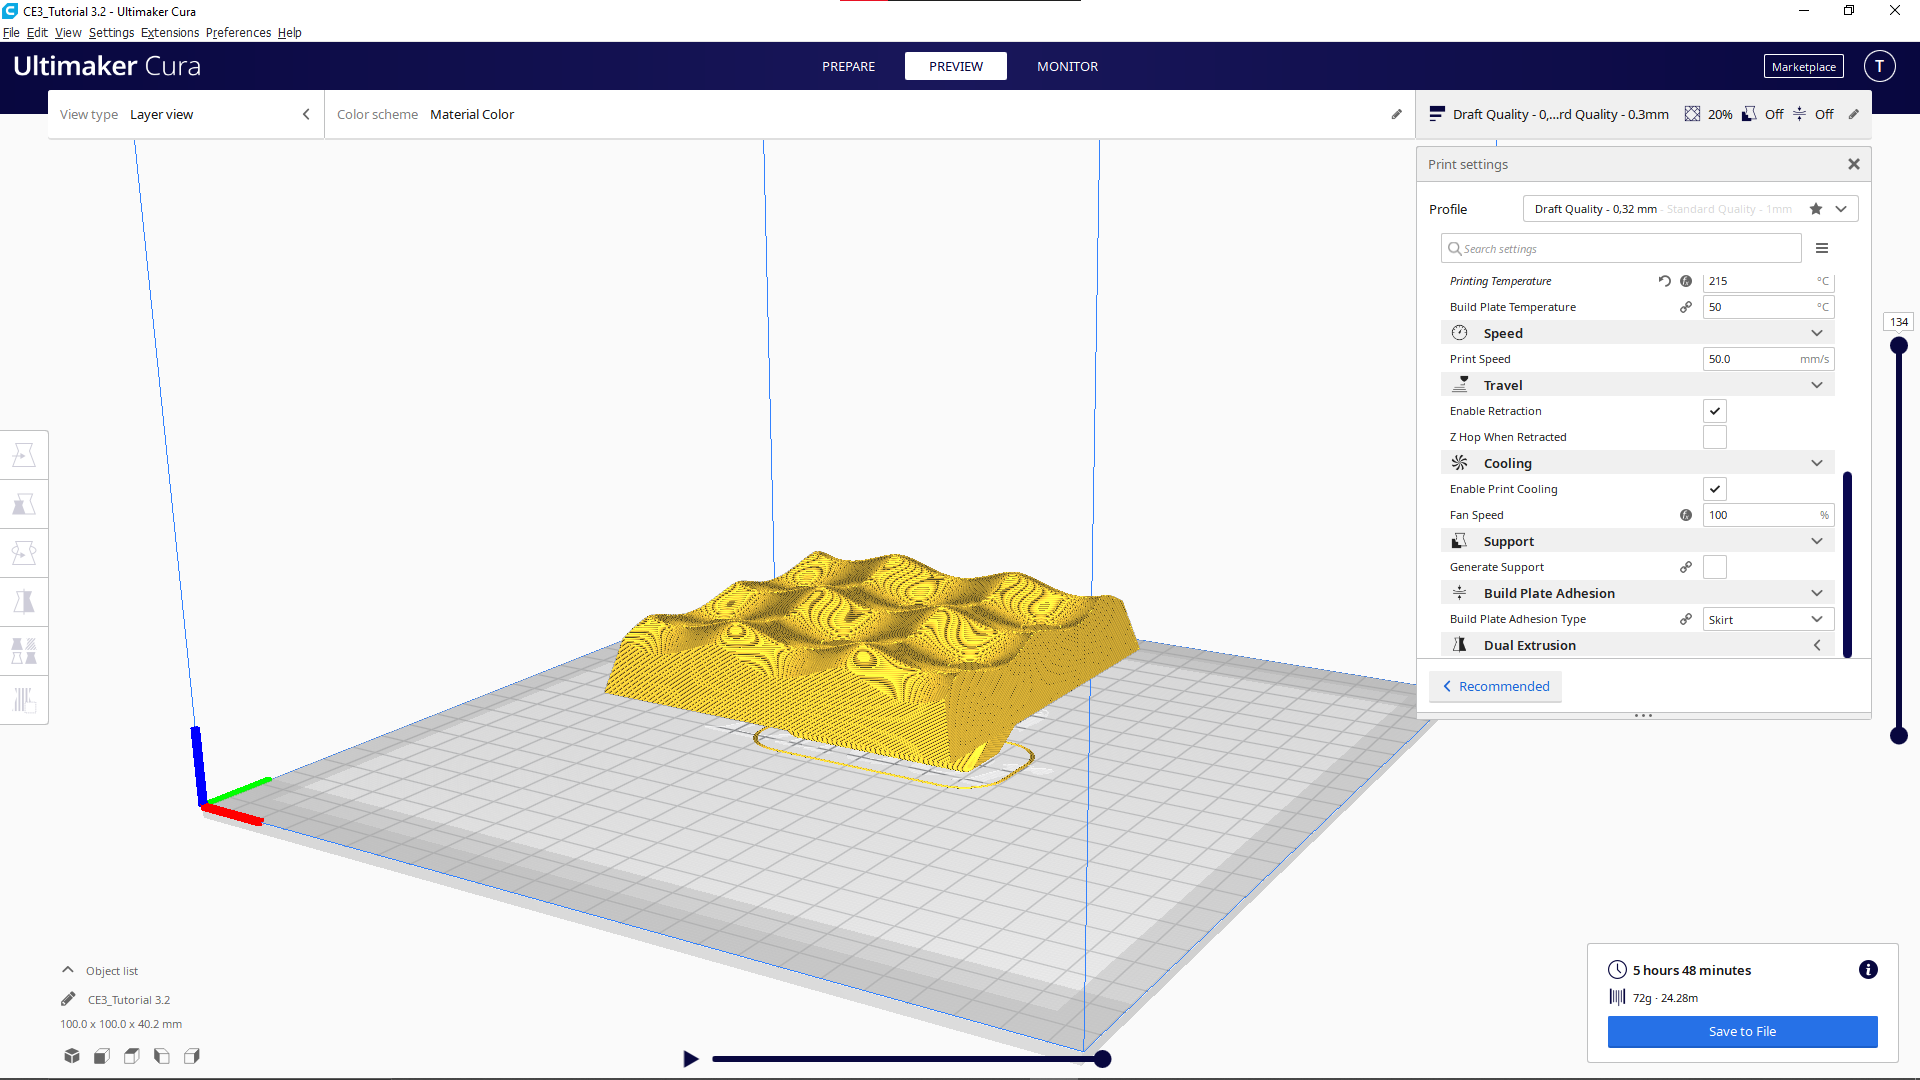 CE3_Tutorial 3.2 - Ultimaker Cura
File Edit View Settings Extensions Preferences Help
Ultimaker Cura
PREPARE
PREVIEW
MONITOR
Marketplace
T
View type Layer view
Color scheme Material Color
Draft Quality - 0,...rd Quality - 0.3mm 20% Off Off
Print settings
Profile
Draft Quality - 0,32 mm - Standard Quality - 1mm
Search settings
Printing Temperature 215 °C
Build Plate Temperature 50 °C
Speed
Print Speed 50.0 mm/s
Travel
Enable Retraction
Z Hop When Retracted
Cooling
Enable Print Cooling
Fan Speed 100 %
Support
Generate Support
Build Plate Adhesion
Build Plate Adhesion Type Skirt
Dual Extrusion
Recommended
134
Object list
CE3_Tutorial 3.2
100.0 x 100.0 x 40.2 mm
5 hours 48 minutes
72g · 24.28m
Save to File